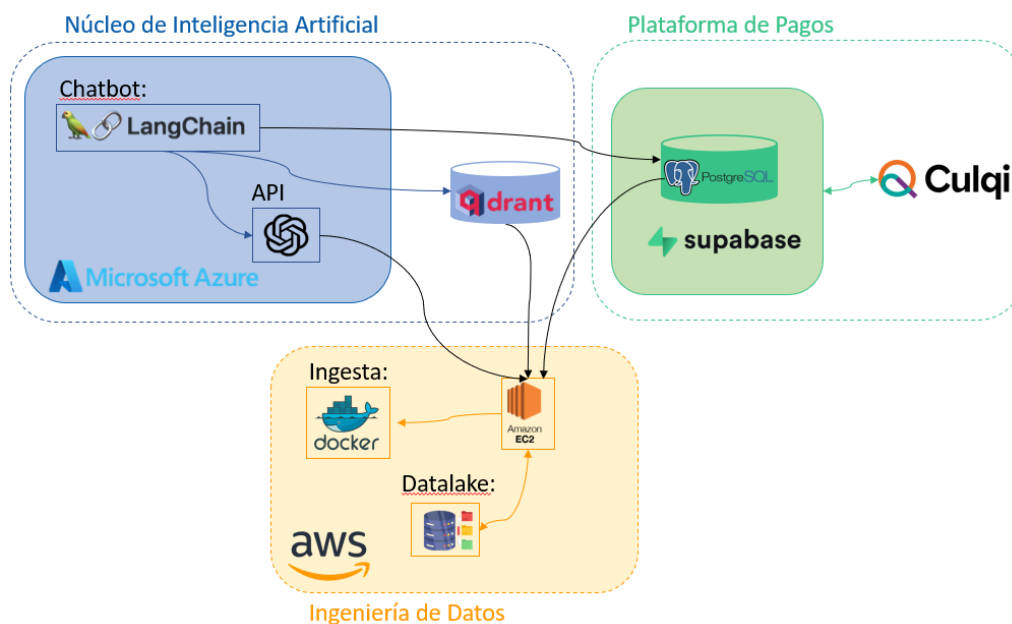 Núcleo de Inteligencia Artificial
Plataforma de Pagos
Chatbot:
LangChain
API
Microsoft Azure
qdrant
PostgreSQL
supabase
Culqi
Ingesta:
docker
Amazon
EC2
Datalake:
aws
Ingeniería de Datos